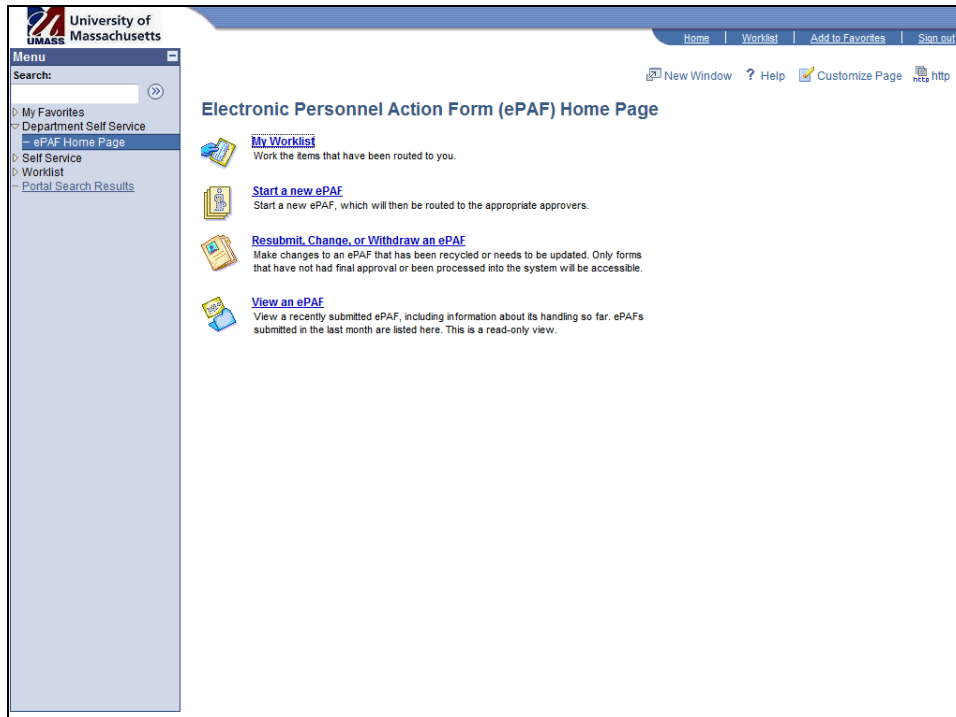 University of
Massachusetts
UMASS
Home Worklist Add to Favorites Sign out
Menu
Search:
My Favorites
Department Self Service
– ePAF Home Page
Self Service
Worklist
– Portal Search Results
New Window ? Help Customize Page http
Electronic Personnel Action Form (ePAF) Home Page
My Worklist
Work the items that have been routed to you.
Start a new ePAF
Start a new ePAF, which will then be routed to the appropriate approvers.
Resubmit, Change, or Withdraw an ePAF
Make changes to an ePAF that has been recycled or needs to be updated. Only forms
that have not had final approval or been processed into the system will be accessible.
View an ePAF
View a recently submitted ePAF, including information about its handling so far. ePAFs
submitted in the last month are listed here. This is a read-only view.